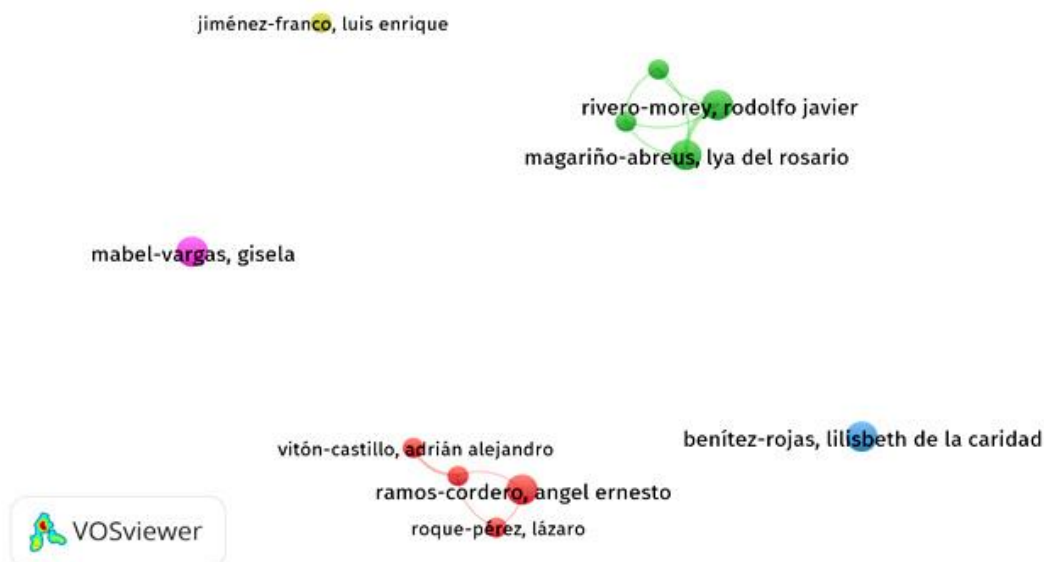 jiménez-franco, luis enrique
rivero-morey, rodolfo javier
magariño-abreus, lya del rosario
mabel-vargas, gisela
benítez-rojas, lilisbeth de la caridad
vitón-castillo, adrián alejandro
ramos-cordero, angel ernesto
roque-pérez, lázaro
VOSviewer